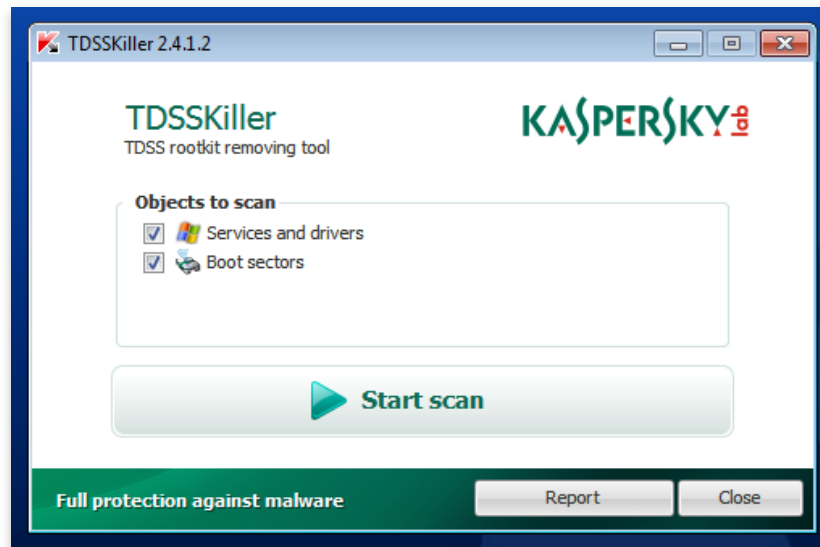 TDSSKiller 2.4.1.2
TDSSKiller
TDSS rootkit removing tool
KASPERSKY lab
Objects to scan
Services and drivers
Boot sectors
Start scan
Full protection against malware
Report
Close